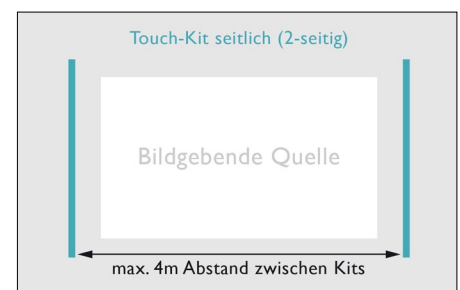 Touch-Kit seitlich (2-seitig)
Bildgebende Quelle
max. 4m Abstand zwischen Kits